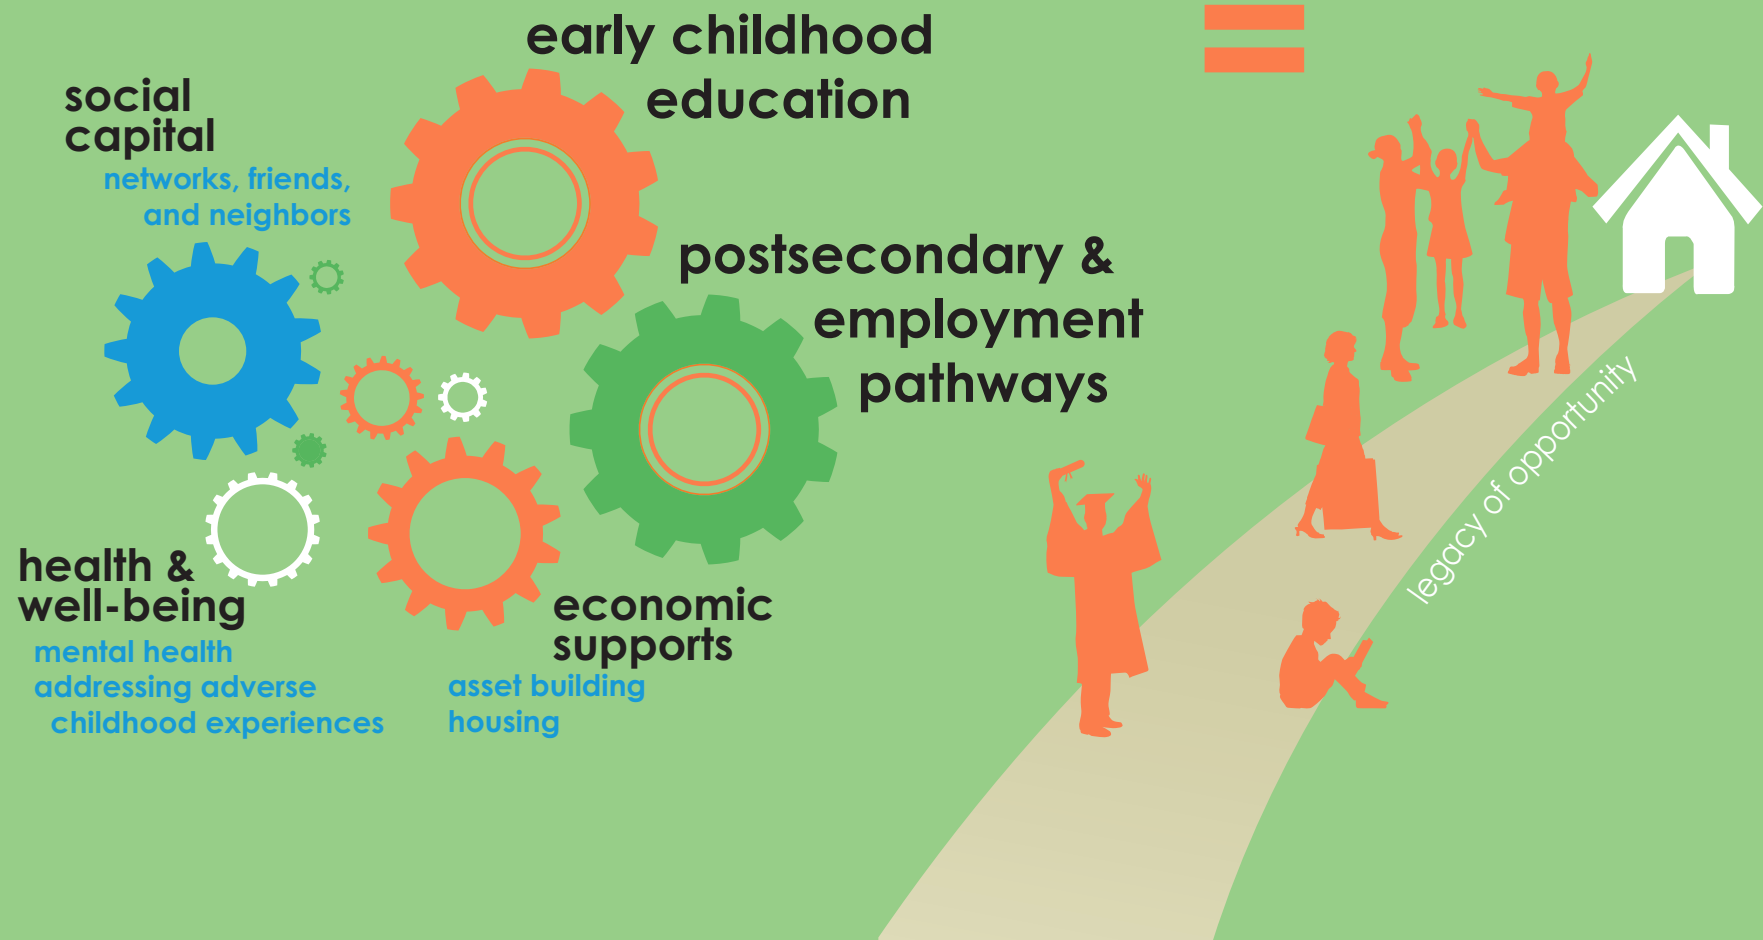 early childhood
education
social
capital
networks, friends,
and neighbors
postsecondary &
employment
pathways
health &
well-being
mental health
addressing adverse
childhood experiences
economic
supports
asset building
housing
=
legacy of opportunity